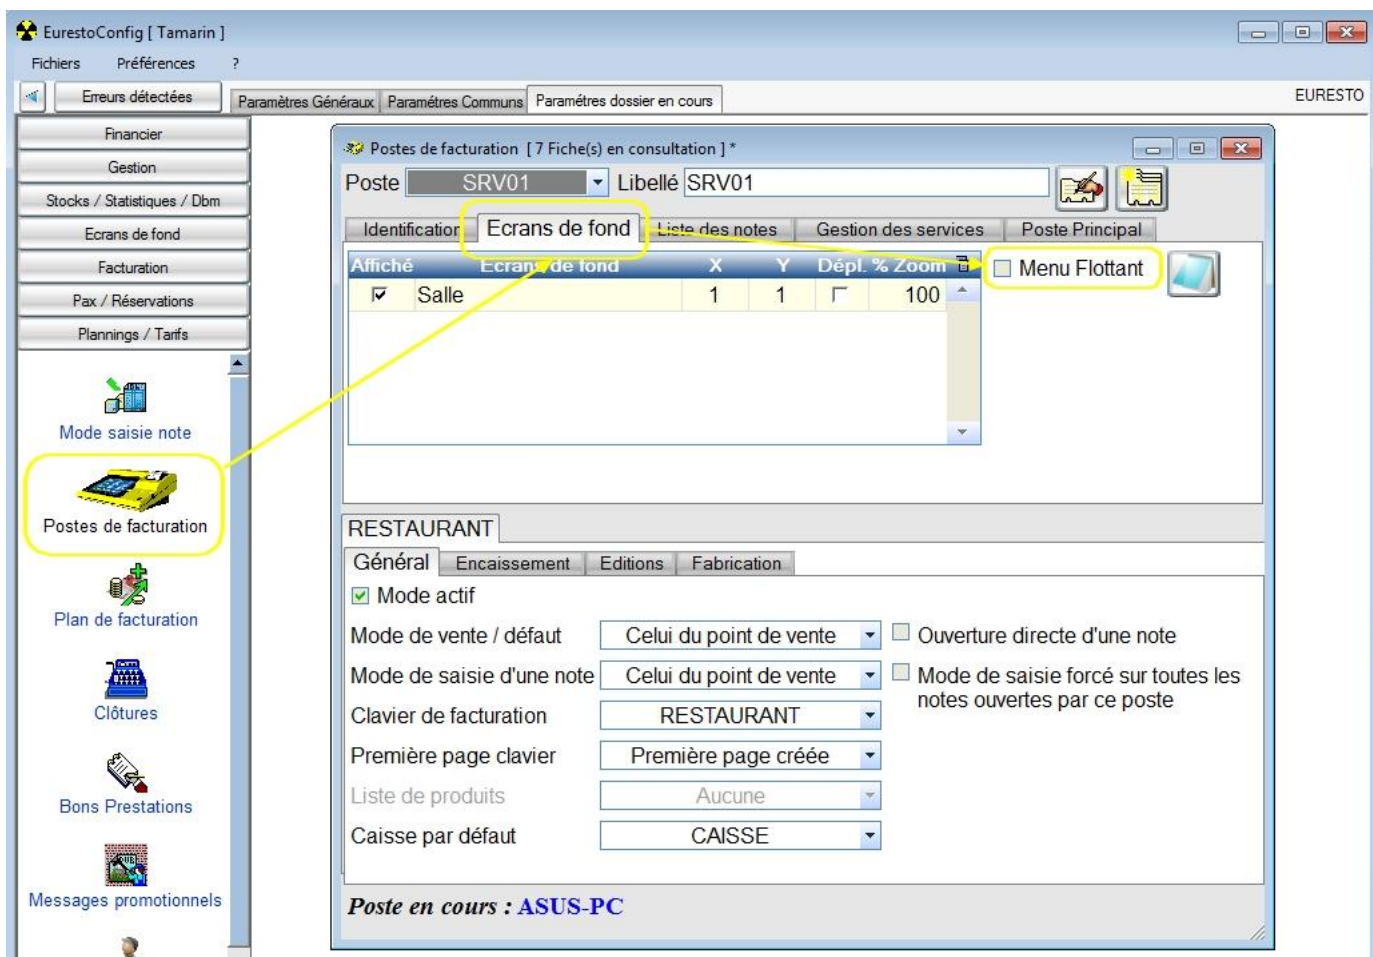 EurestoConfig [ Tamarin ]
Fichiers Préférences ?
Erreurs détectées Paramètres Généraux Paramétres Communs Paramétres dossier en cours EURESTO
Financier
Gestion
Stocks / Statistiques / Dbm
Ecrans de fond
Facturation
Pax / Réservations
Plannings / Tarifs
Mode saisie note
Postes de facturation
Plan de facturation
Clôtures
Bons Prestations
Messages promotionnels
Postes de facturation [ 7 Fiche(s) en consultation ] *
Poste SRV01 Libellé SRV01
Identification Ecrans de fond Liste des notes Gestion des services Poste Principal
Affiché Ecrans de fond X Y Dépl. % Zoom Menu Flottant
Salle 1 1 100
RESTAURANT
Général Encaissement Editions Fabrication
Mode actif
Mode de vente / défaut Celui du point de vente Ouverture directe d'une note
Mode de saisie d'une note Celui du point de vente Mode de saisie forcé sur toutes les
notes ouvertes par ce poste
Clavier de facturation RESTAURANT
Première page clavier Première page créée
Liste de produits Aucune
Caisse par défaut CAISSE
Poste en cours : ASUS-PC